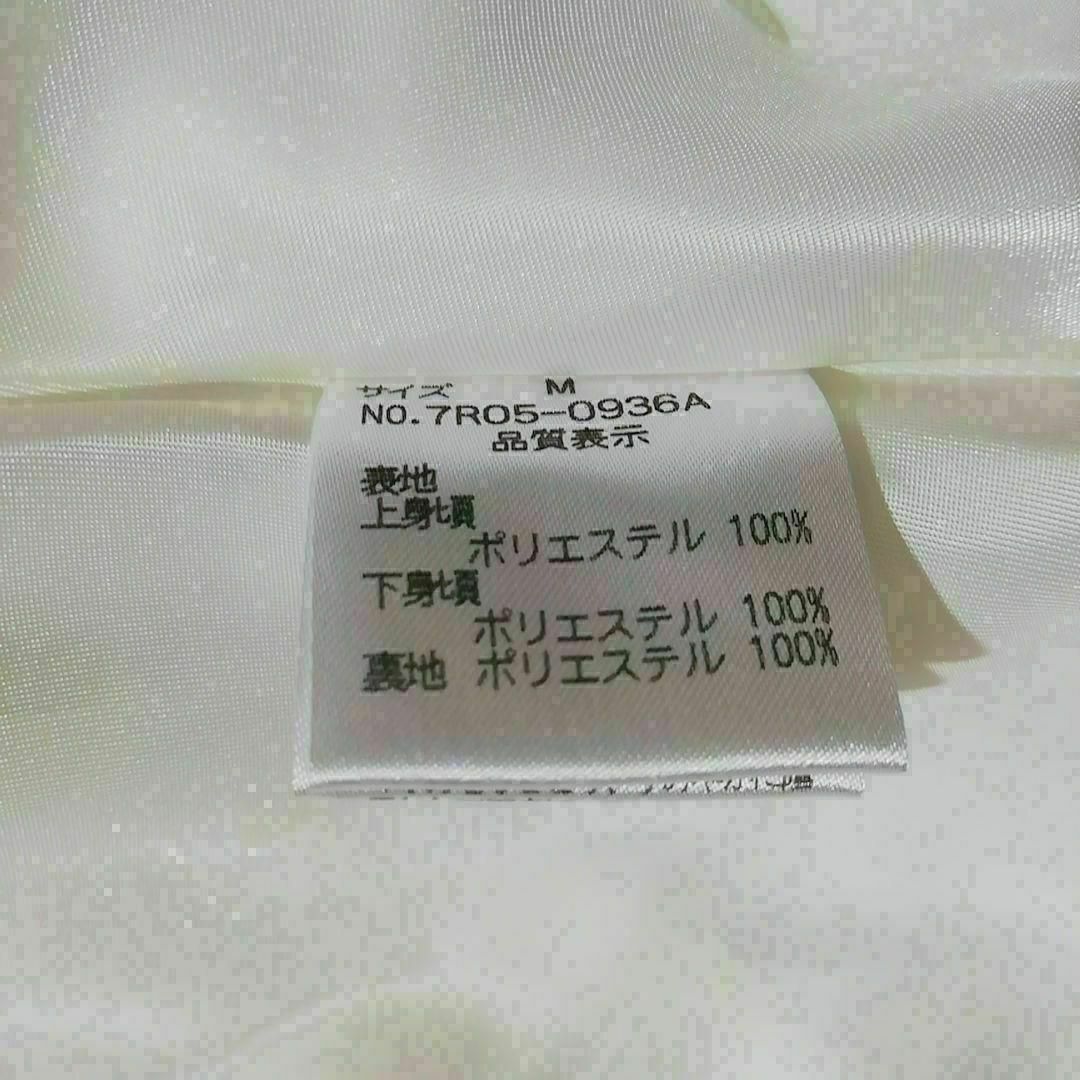 サイズ M
NO.7R05-0936A
品質表示
表地
上身頃
ポリエステル 100%
下身頃
ポリエステル 100%
裏地 ポリエステル 100%